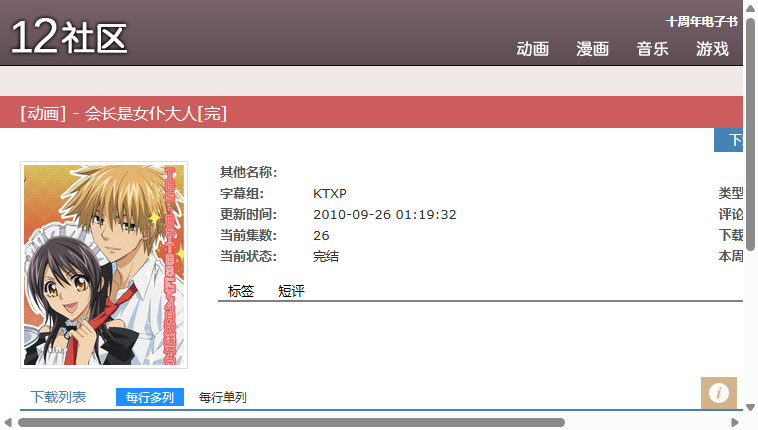 12社区
十周年电子书
动画 漫画 音乐 游戏
[动画] - 会长是女仆大人[完]
其他名称：
字幕组： KTXP 类型
更新时间： 2010-09-26 01:19:32 评论
当前集数： 26 下载
当前状态： 完结 本周
标签 短评
下载列表 每行多列 每行单列